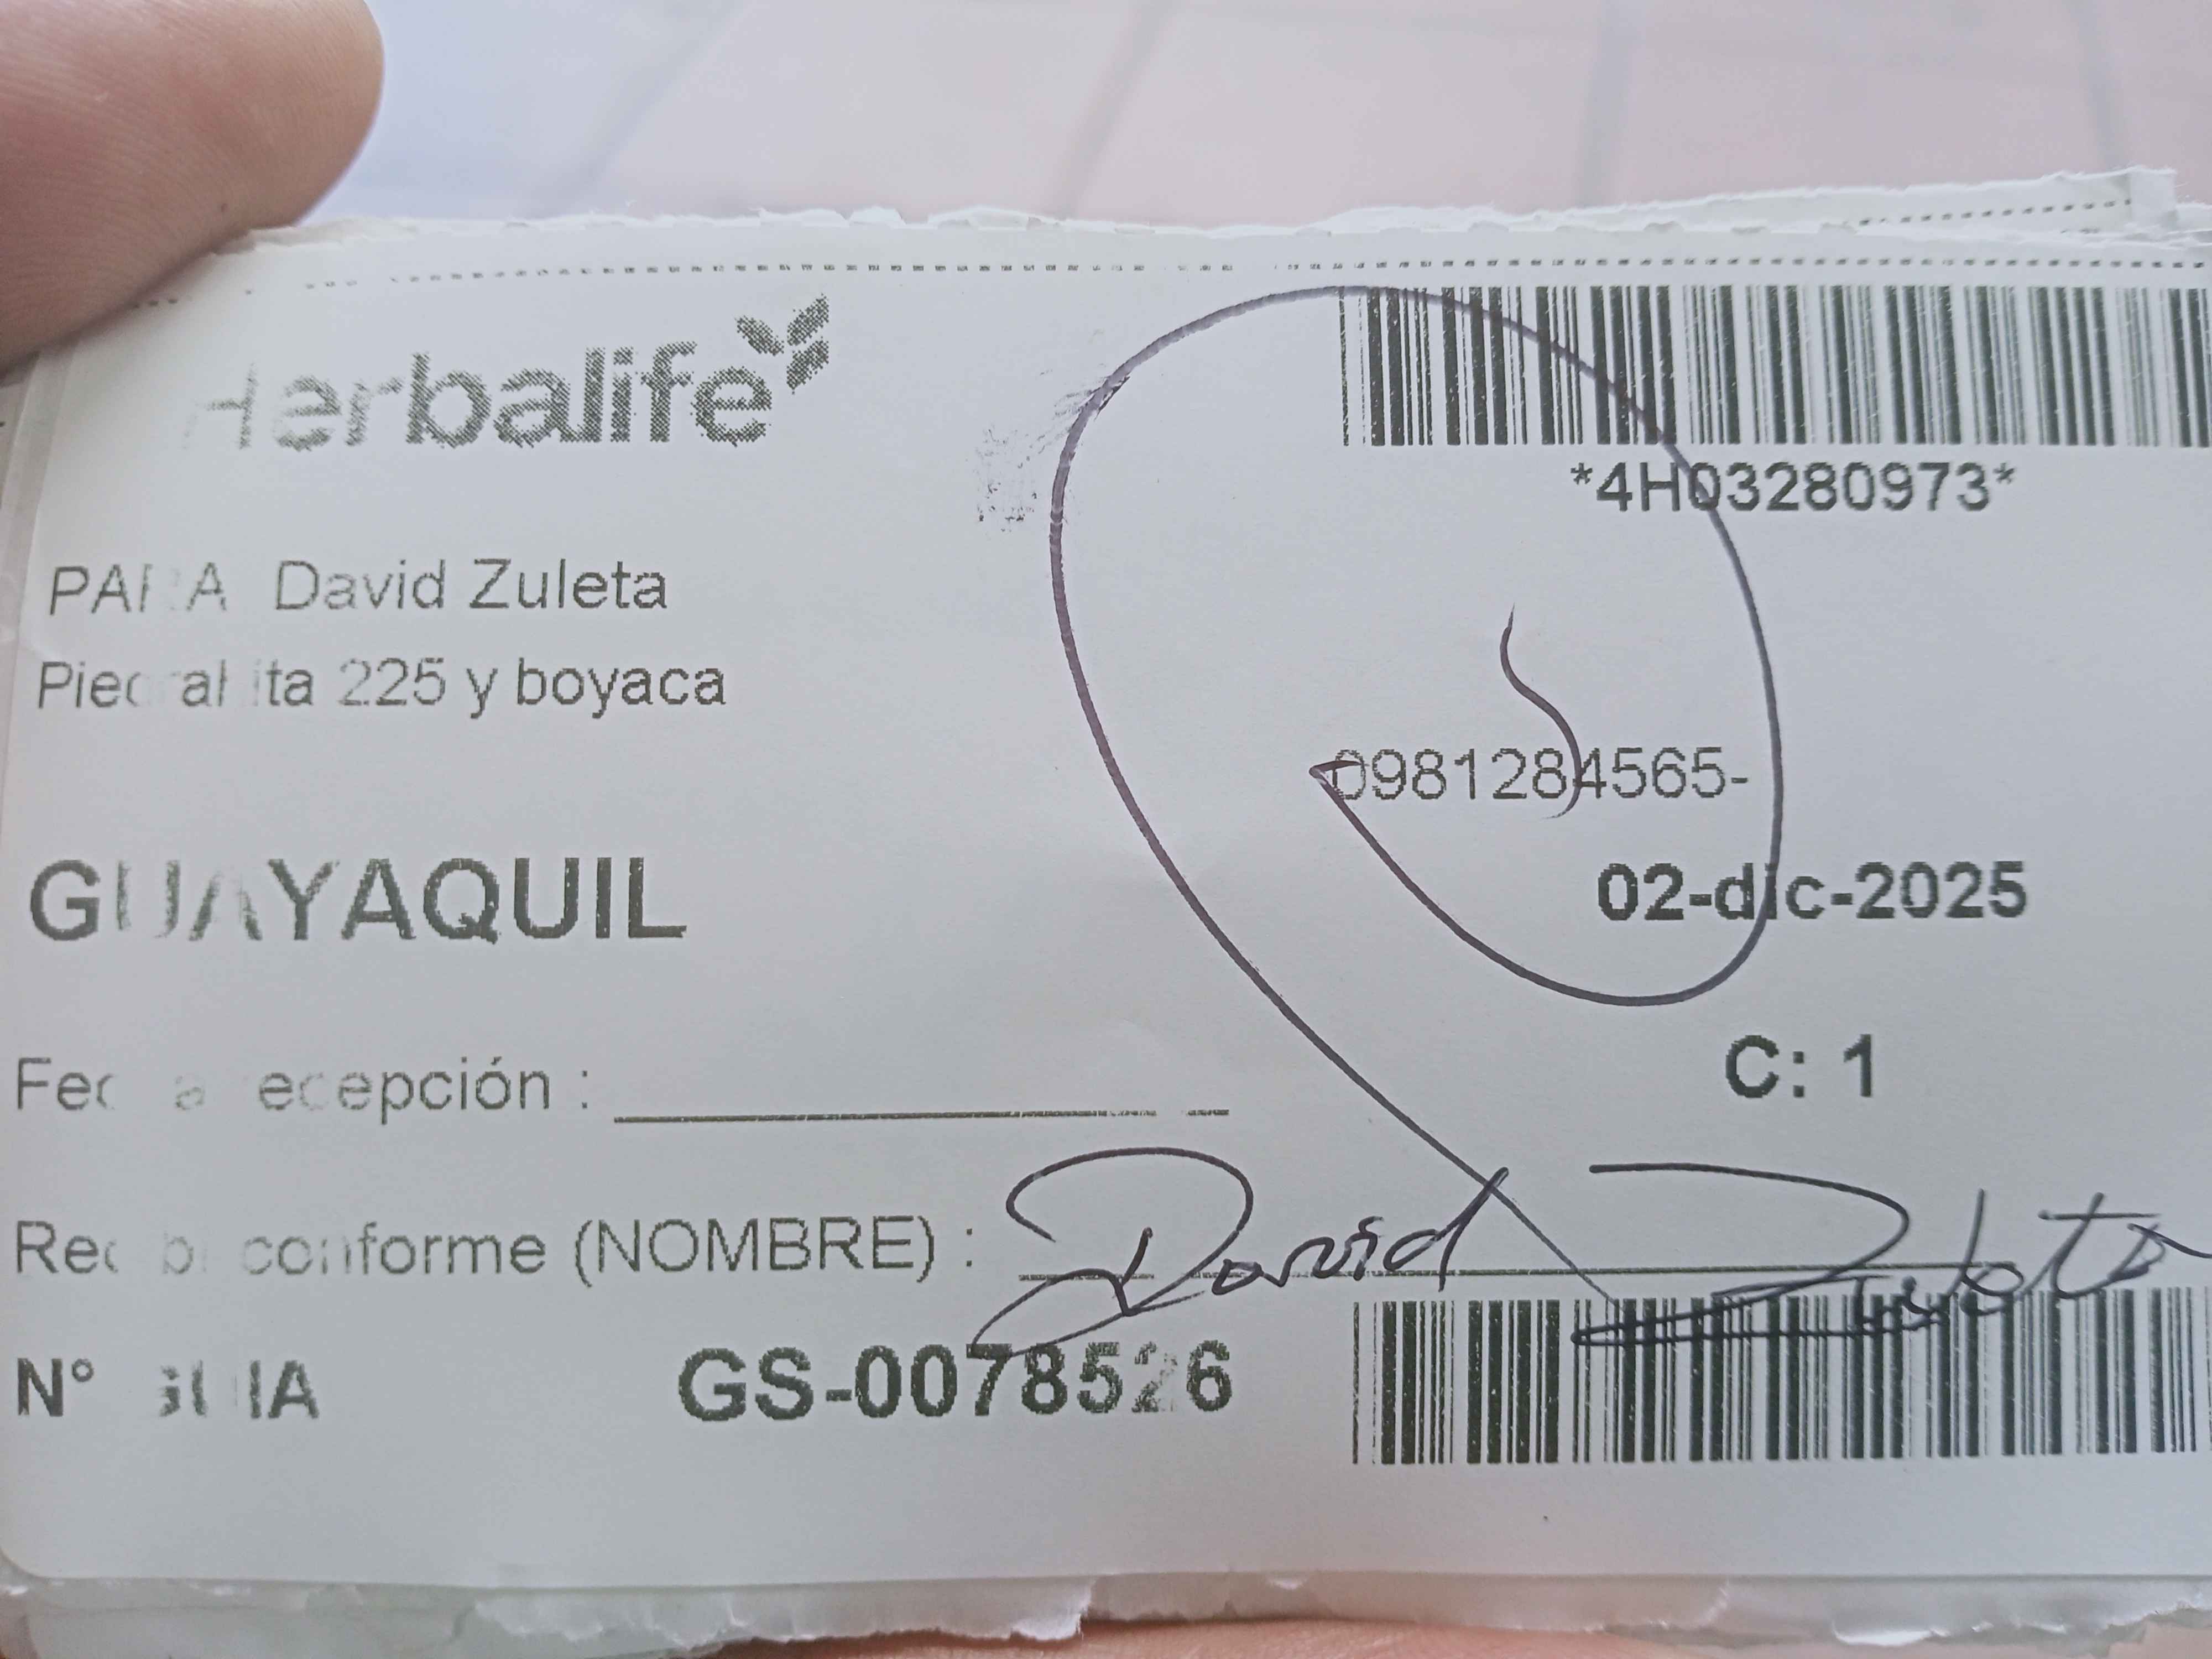 Herbalife
*4H03280973*
PARA David Zuleta
Piedrahita 225 y boyaca
0981284565-
GUAYAQUIL
02-dic-2025
C: 1
Fecha recepción :
Recibi conforme (NOMBRE) : David Zuleta
N° GUIA GS-0078526